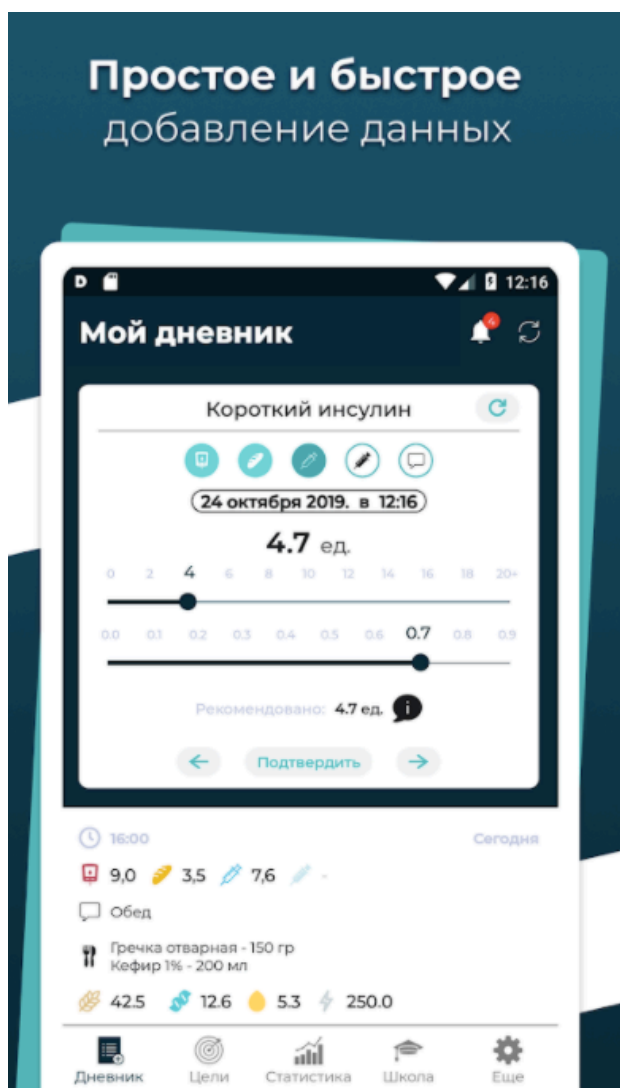 Простое и быстрое
добавление данных
D 12:16
Мой дневник 4
Короткий инсулин
24 октября 2019. в 12:16
4.7 ед.
0 2 4 6 8 10 12 14 16 18 20+
0.0 0.1 0.2 0.3 0.4 0.5 0.6 0.7 0.8 0.9
Рекомендовано: 4.7 ед. i
Подтвердить
16:00 Сегодня
9,0 3,5 7,6 -
Обед
Гречка отварная - 150 гр
Кефир 1% - 200 мл
42.5 12.6 5.3 250.0
Дневник Цели Статистика Школа Еще